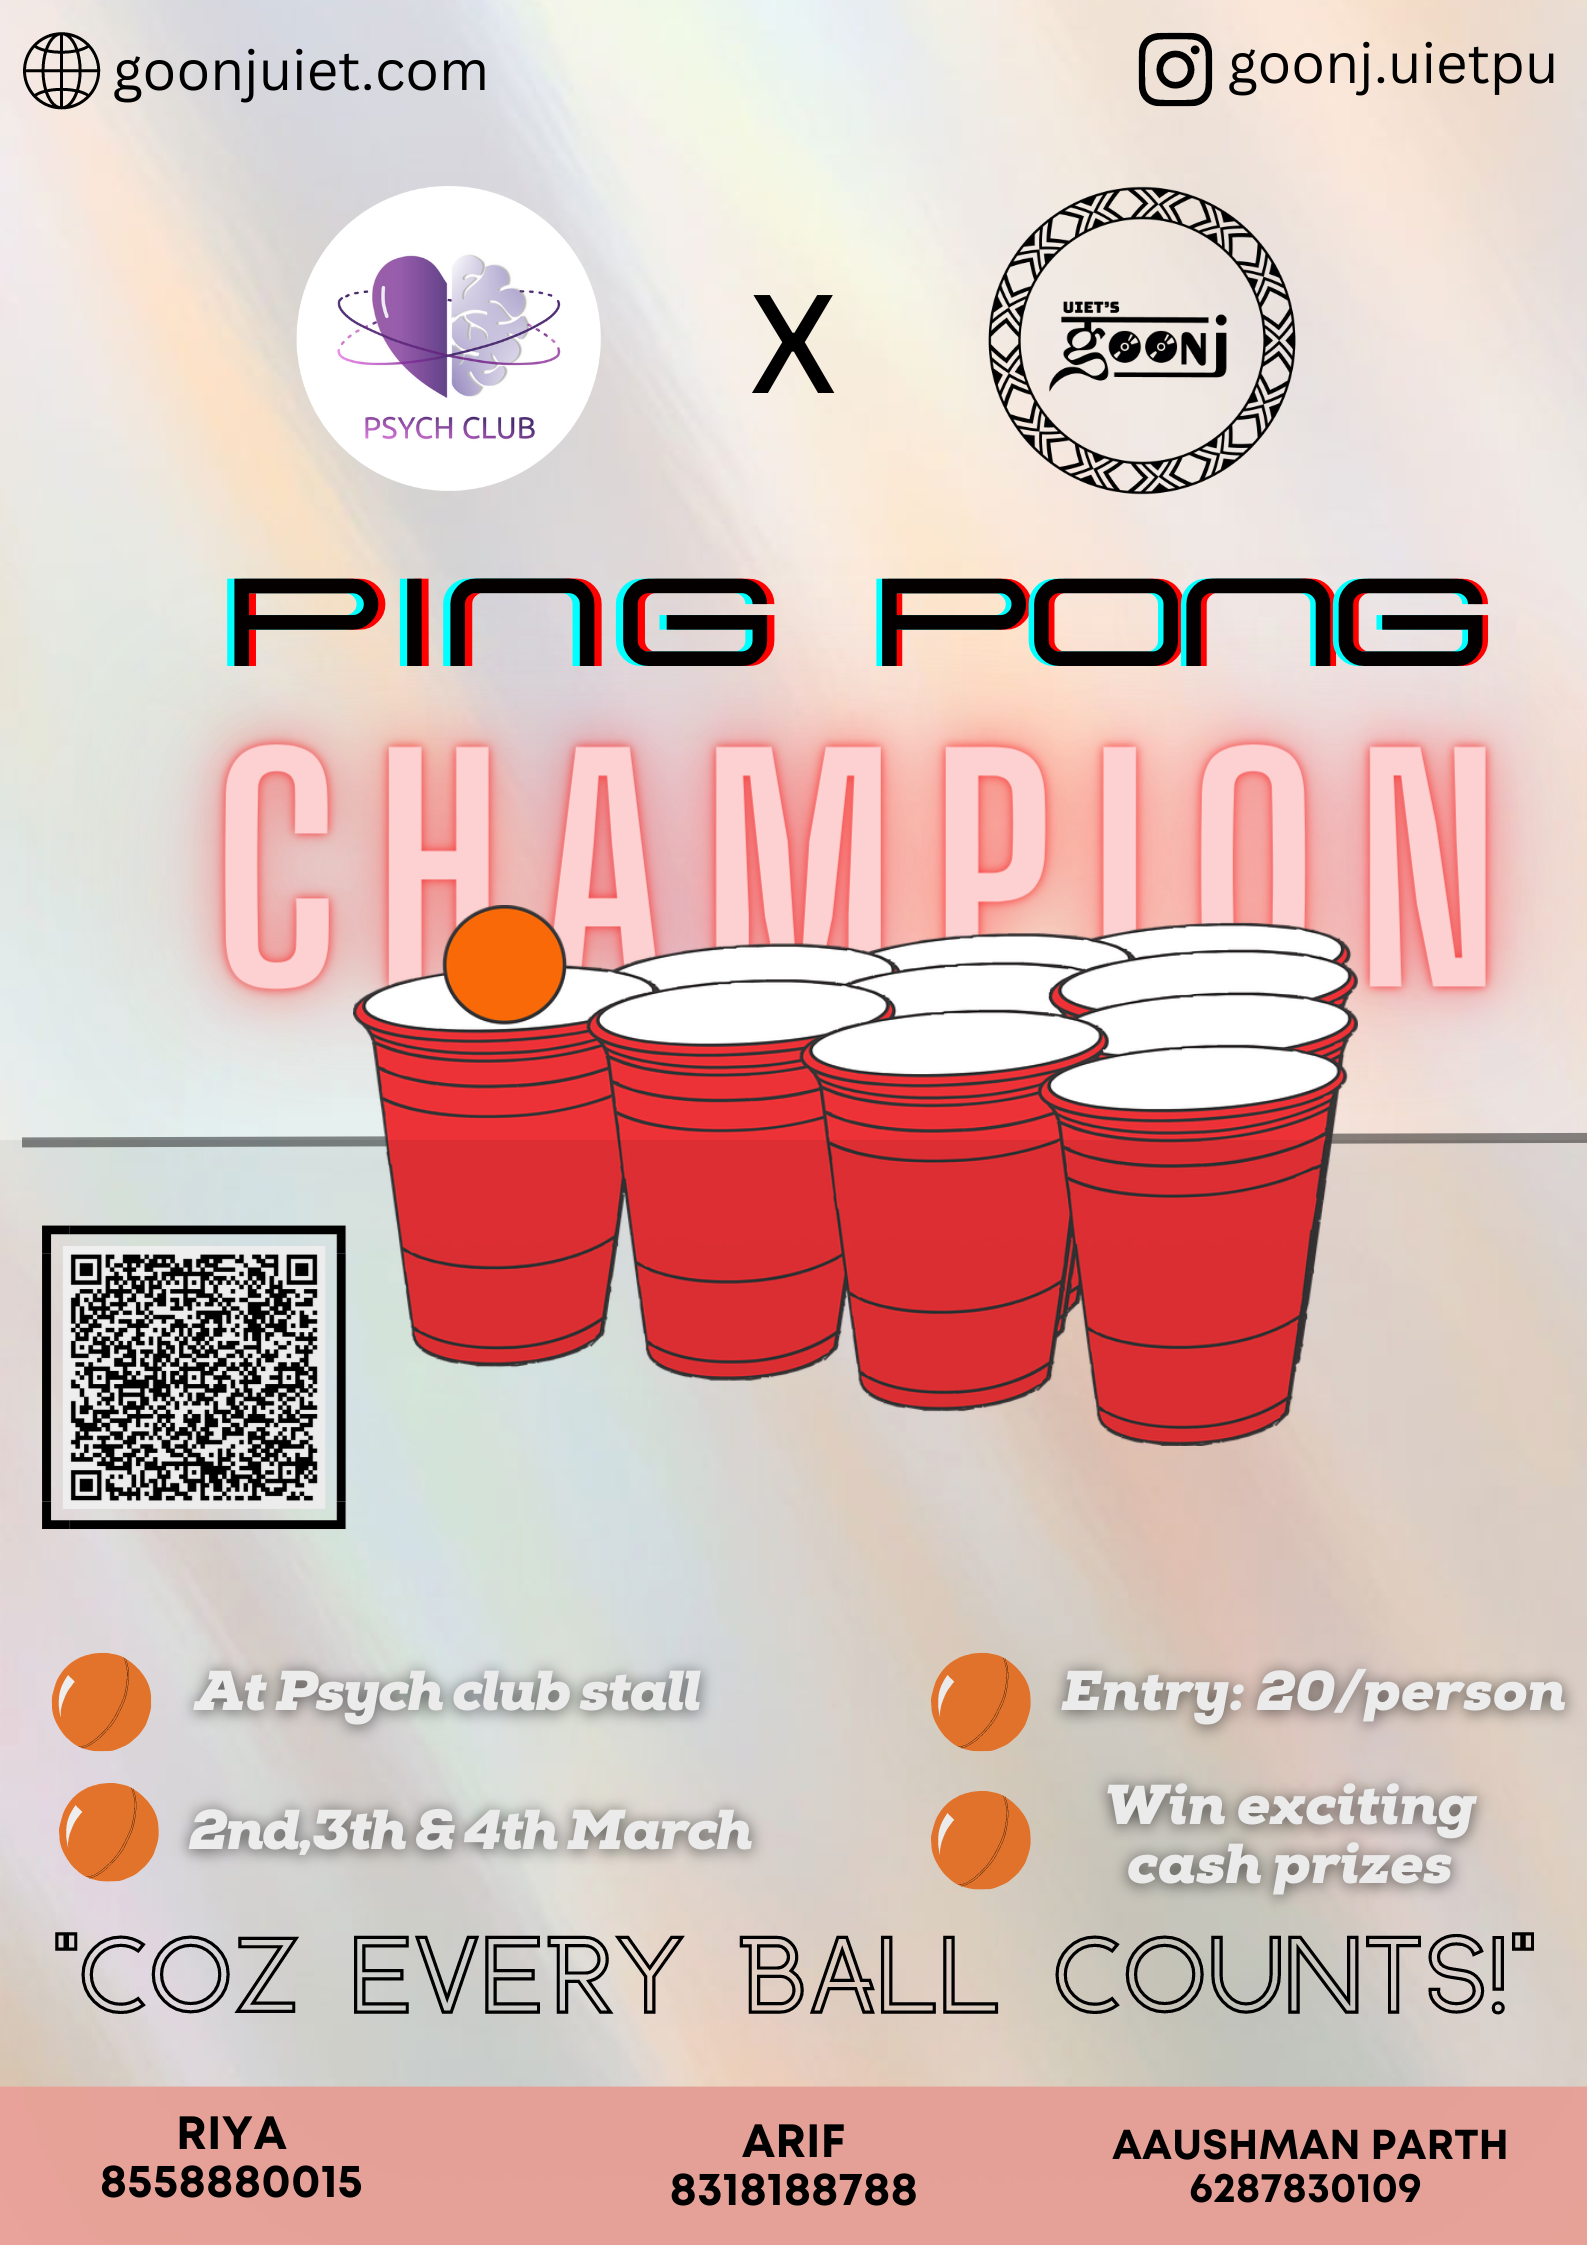 goonjuiet.com
goonj.uietpu
PSYCH CLUB
X
UIET'S
goonj
PING PONG
CHAMPION
At Psych club stall
Entry: 20/person
2nd,3th & 4th March
Win exciting
cash prizes
"COZ EVERY BALL COUNTS!"
RIYA
8558880015
ARIF
8318188788
AAUSHMAN PARTH
6287830109